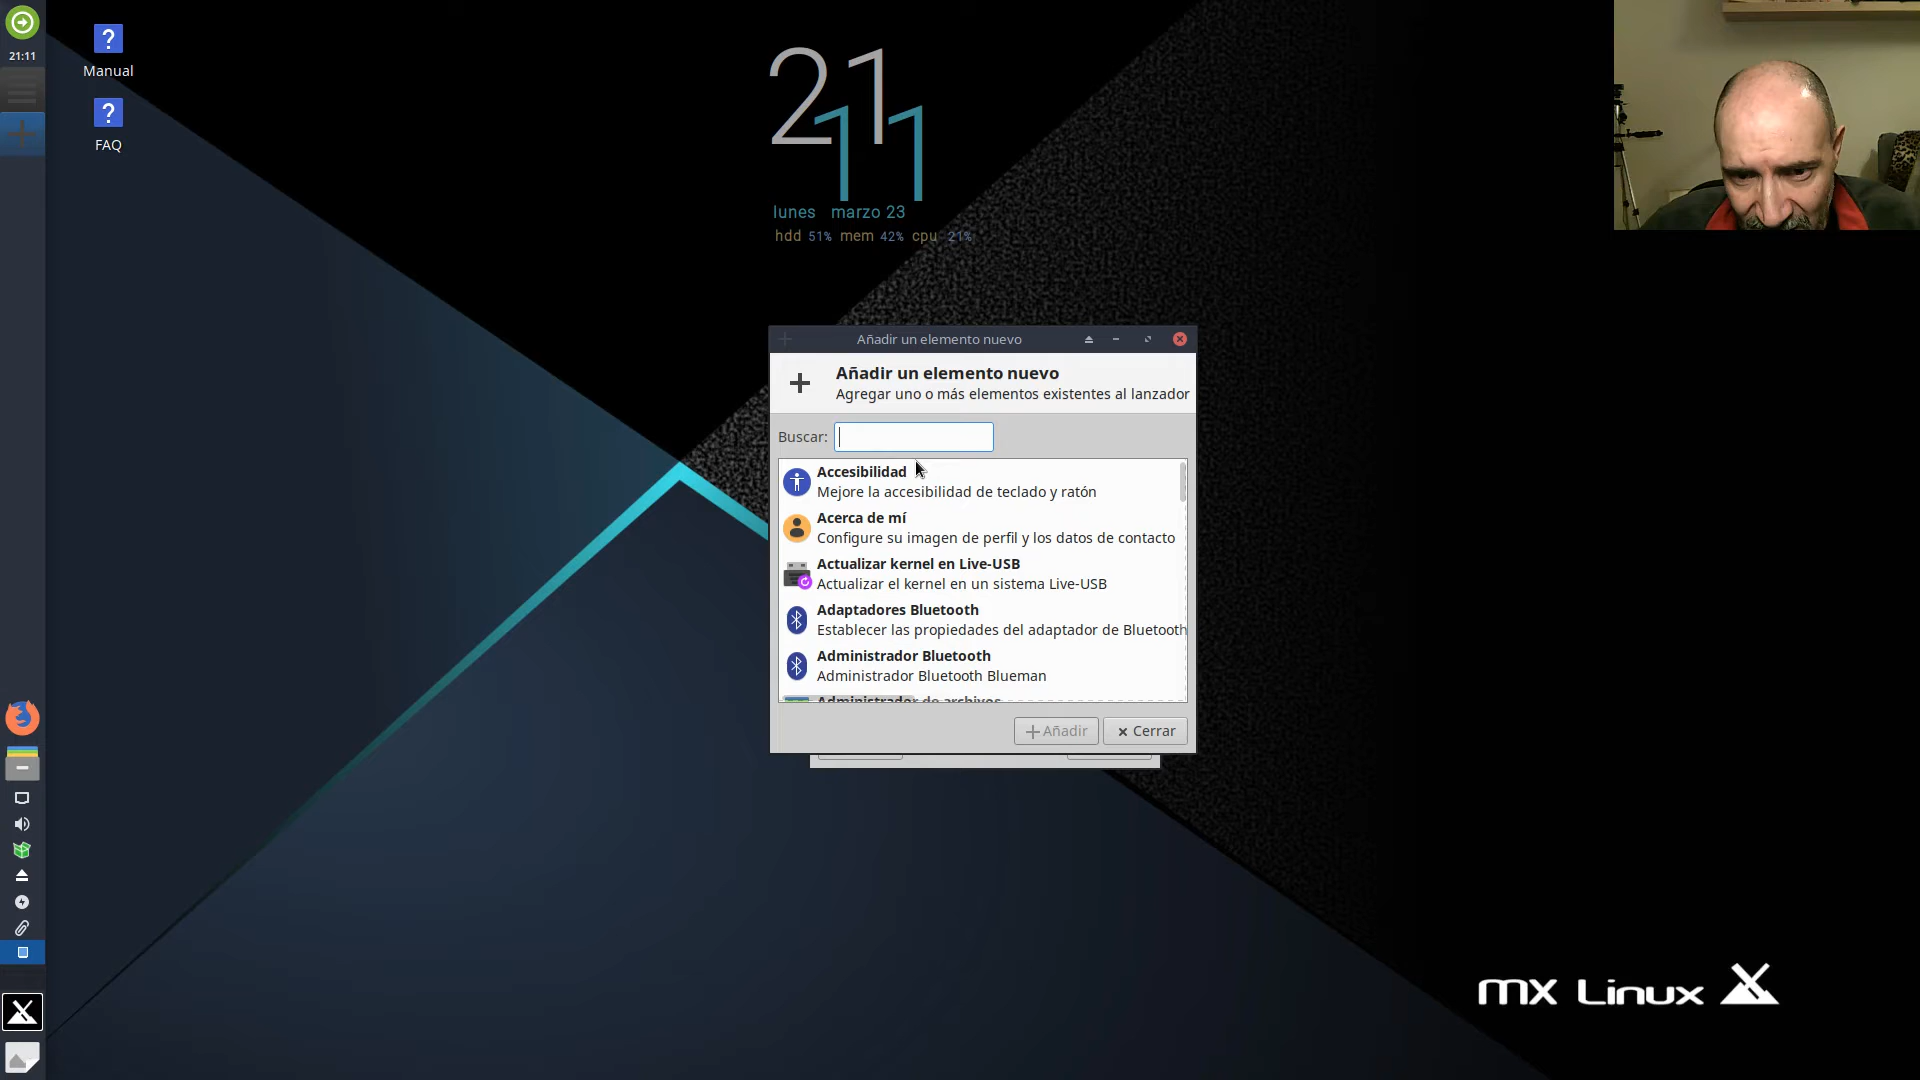 21:11
Manual
FAQ
21
11
lunes marzo 23
hdd 51% mem 42% cpu 21%
Añadir un elemento nuevo
Añadir un elemento nuevo
Agregar uno o más elementos existentes al lanzador
Buscar:
Accesibilidad
Mejore la accesibilidad de teclado y ratón
Acerca de mí
Configure su imagen de perfil y los datos de contacto
Actualizar kernel en Live-USB
Actualizar el kernel en un sistema Live-USB
Adaptadores Bluetooth
Establecer las propiedades del adaptador de Bluetooth
Administrador Bluetooth
Administrador Bluetooth Blueman
Administrador de archivos
Añadir
Cerrar
MX Linux